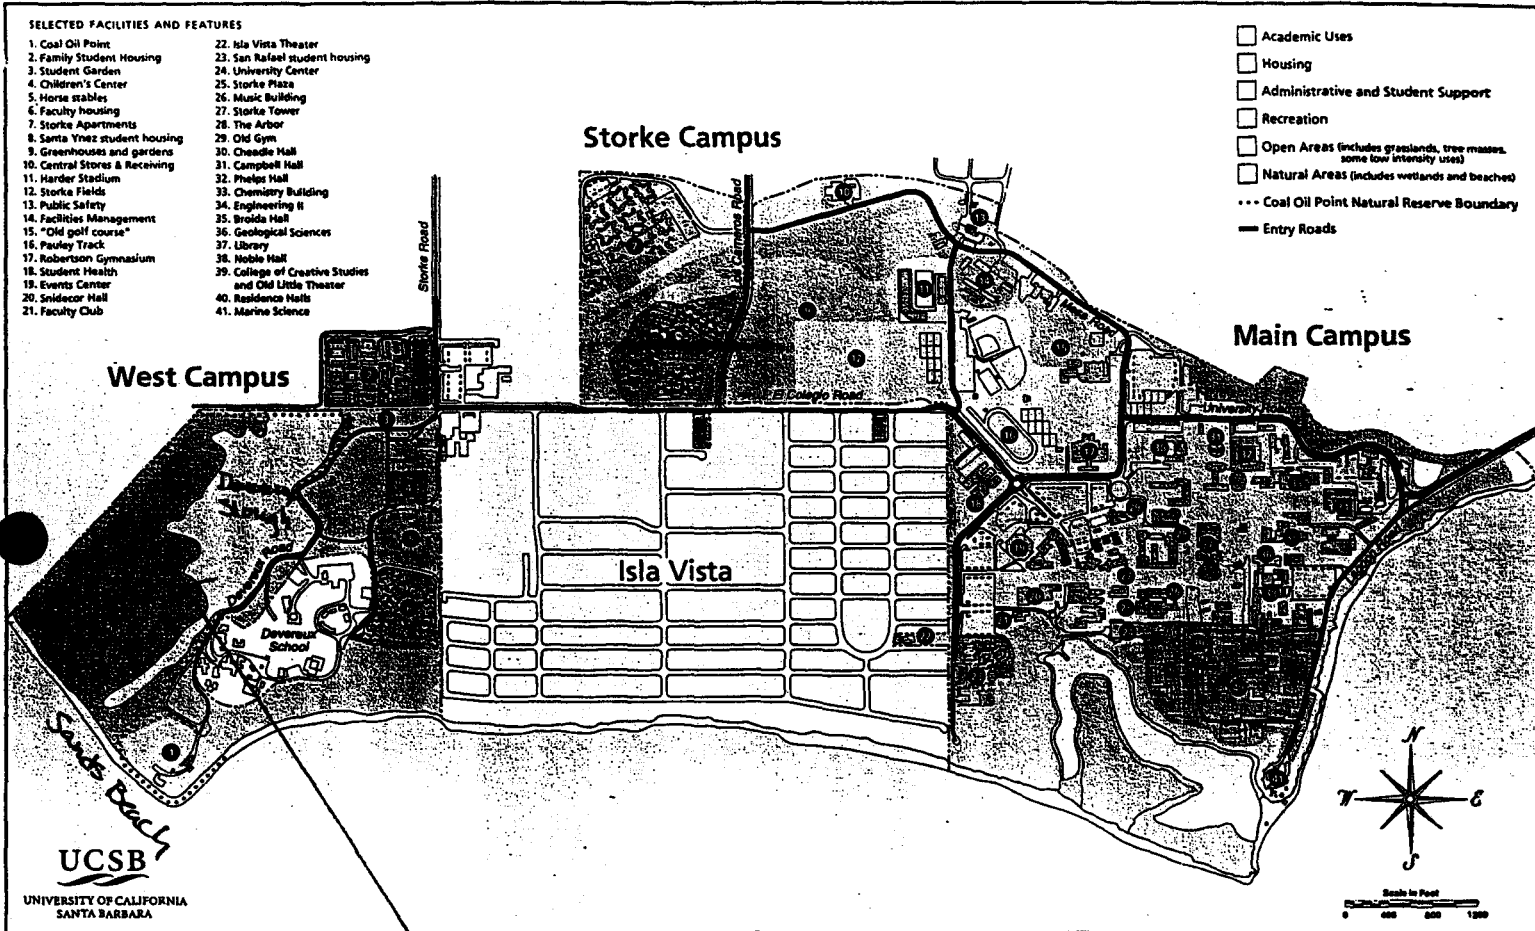 SELECTED FACILITIES AND FEATURES
1. Coal Oil Point
2. Family Student Housing
3. Student Garden
4. Children's Center
5. Horse stables
6. Faculty housing
7. Storke Apartments
8. Santa Ynez student housing
9. Greenhouses and gardens
10. Central Stores & Receiving
11. Harder Stadium
12. Storke Fields
13. Public Safety
14. Facilities Management
15. "Old golf course"
16. Pauley Track
17. Robertson Gymnasium
18. Student Health
19. Events Center
20. Snidecor Hall
21. Faculty Club
22. Isla Vista Theater
23. San Rafael student housing
24. University Center
25. Storke Plaza
26. Music Building
27. Storke Tower
28. The Arbor
29. Old Gym
30. Cheadle Hall
31. Campbell Hall
32. Phelps Hall
33. Chemistry Building
34. Engineering II
35. Broida Hall
36. Geological Sciences
37. Library
38. Noble Hall
39. College of Creative Studies
and Old Little Theater
40. Residence Halls
41. Marine Science
Academic Uses
Housing
Administrative and Student Support
Recreation
Open Areas (includes grasslands, tree masses,
some low intensity uses)
Natural Areas (includes wetlands and beaches)
Coal Oil Point Natural Reserve Boundary
Entry Roads
Storke Campus
Storke Road
Los Carneros Road
Mesa Road
Main Campus
West Campus
El Colegio Road
University
Devereux
Slough
Devereux Road
Isla Vista
Devereux
School
1
Sands Beach
N
W
E
S
UCSB
UNIVERSITY OF CALIFORNIA
SANTA BARBARA
Scale in Feet
0 400 800 1200